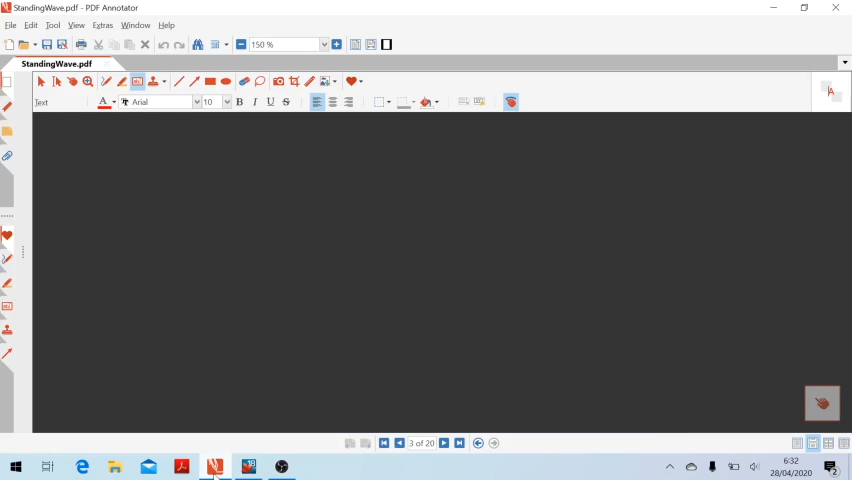 StandingWave.pdf - PDF Annotator
File Edit Tool View Extras Window Help
150 %
StandingWave.pdf
Text A Arial 10 B I U S
A
3 of 20
6:32
28/04/2020
2